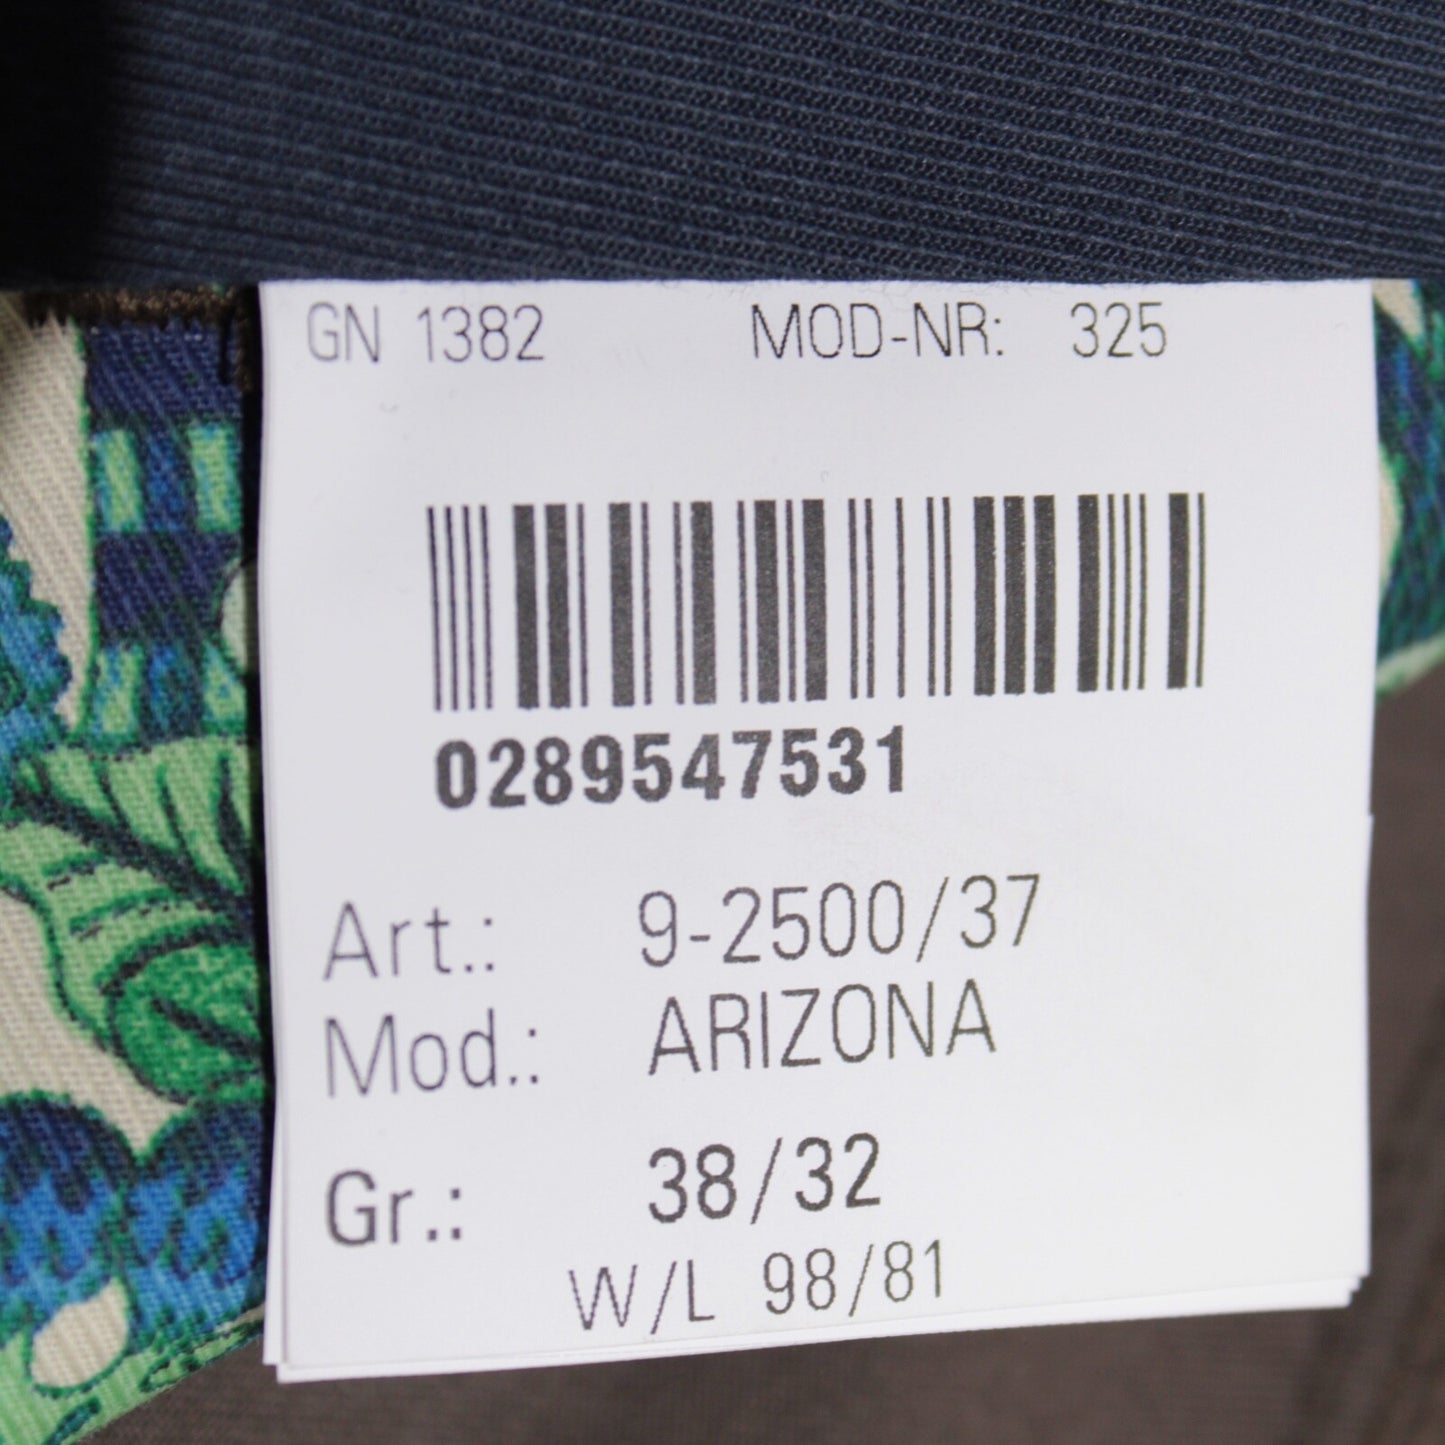 GN 1382 MOD-NR: 325
0289547531
Art.: 9-2500/37
Mod.: ARIZONA
Gr.: 38/32
W/L 98/81